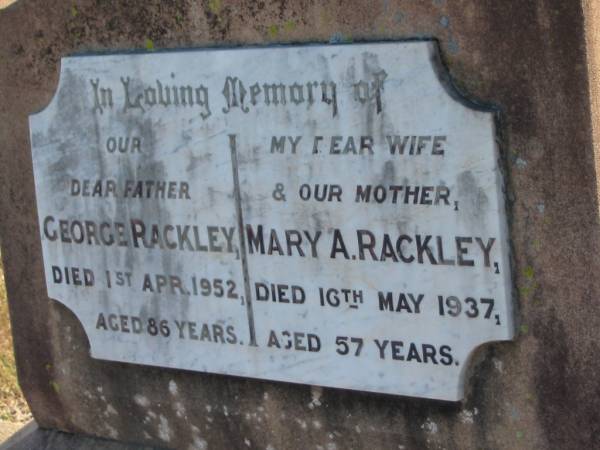 In Loving Memory of
OUR
DEAR FATHER
GEORGE RACKLEY,
DIED 1ST APR. 1952,
AGED 86 YEARS.
MY DEAR WIFE
& OUR MOTHER,
MARY A. RACKLEY,
DIED 16TH MAY 1937,
AGED 57 YEARS.